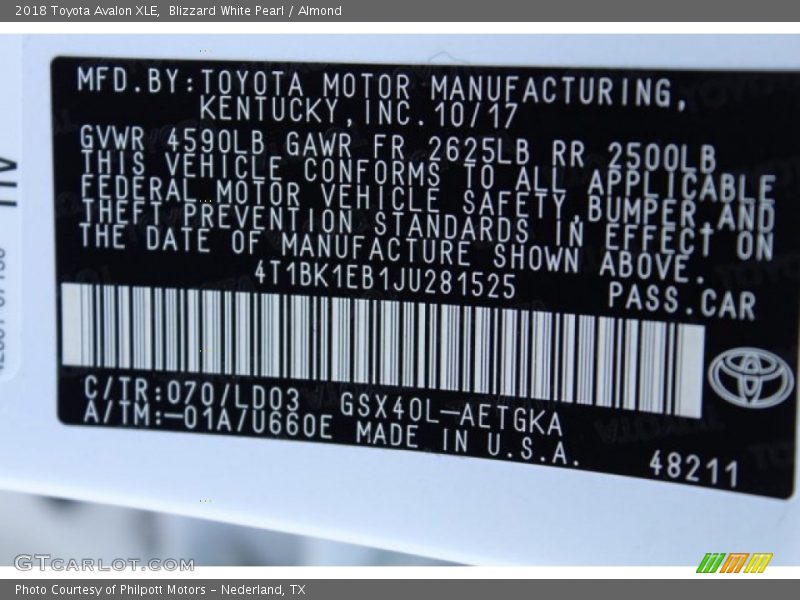 2018 Toyota Avalon XLE,  Blizzard White Pearl / Almond
MFD.BY:TOYOTA MOTOR MANUFACTURING,
KENTUCKY,INC.10/17
GVWR 4590LB GAWR FR 2625LB RR 2500LB
THIS VEHICLE CONFORMS TO ALL APPLICABLE
FEDERAL MOTOR VEHICLE SAFETY,BUMPER,AND
THEFT PREVENTION STANDARDS IN EFFECT ON
THE DATE OF MANUFACTURE SHOWN ABOVE.
4T1BK1EB1JU281525
PASS.CAR
C/TR:070/LD03 GSX40L-AETGKA
A/TM:-01A/U660E MADE IN U.S.A.
48211
GTCARLOT.COM
Photo Courtesy of Philpott Motors - Nederland, TX